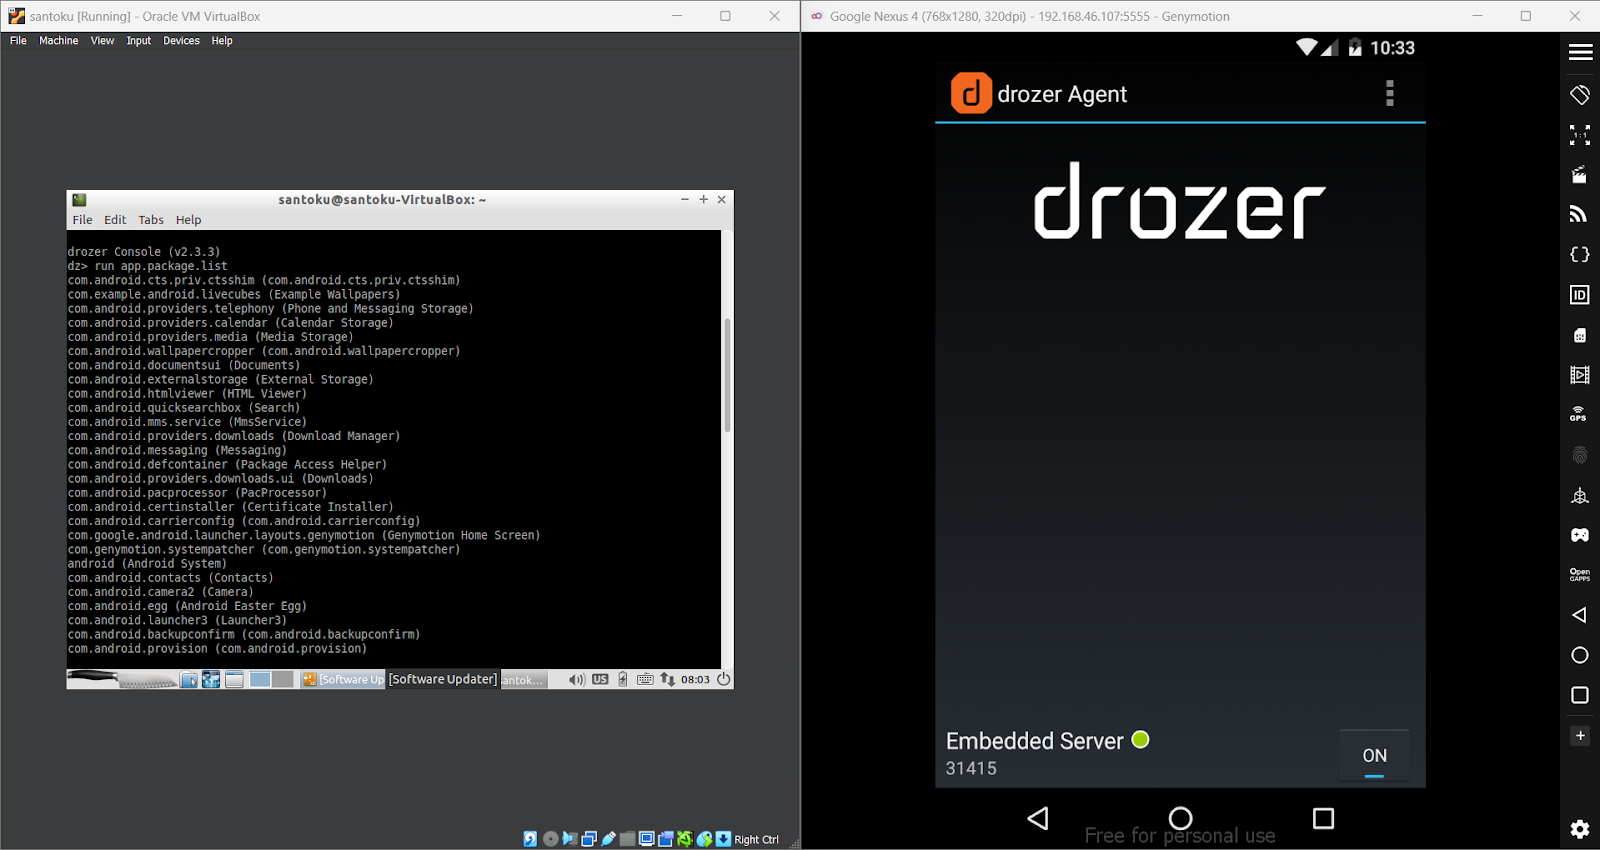 santoku [Running] - Oracle VM VirtualBox
File Machine View Input Devices Help
santoku@santoku-VirtualBox: ~
File Edit Tabs Help
drozer Console (v2.3.3)
dz> run app.package.list
com.android.cts.priv.ctsshim (com.android.cts.priv.ctsshim)
com.example.android.livecubes (Example Wallpapers)
com.android.providers.telephony (Phone and Messaging Storage)
com.android.providers.calendar (Calendar Storage)
com.android.providers.media (Media Storage)
com.android.wallpapercropper (com.android.wallpapercropper)
com.android.documentsui (Documents)
com.android.externalstorage (External Storage)
com.android.htmlviewer (HTML Viewer)
com.android.quicksearchbox (Search)
com.android.mms.service (MmsService)
com.android.providers.downloads (Download Manager)
com.android.messaging (Messaging)
com.android.defcontainer (Package Access Helper)
com.android.providers.downloads.ui (Downloads)
com.android.pacprocessor (PacProcessor)
com.android.certinstaller (Certificate Installer)
com.android.carrierconfig (com.android.carrierconfig)
com.google.android.launcher.layouts.genymotion (Genymotion Home Screen)
com.genymotion.systempatcher (com.genymotion.systempatcher)
android (Android System)
com.android.contacts (Contacts)
com.android.camera2 (Camera)
com.android.egg (Android Easter Egg)
com.android.launcher3 (Launcher3)
com.android.backupconfirm (com.android.backupconfirm)
com.android.provision (com.android.provision)
[Software Up [Software Updater] antok... US 08:03
Right Ctrl
Google Nexus 4 (768x1280, 320dpi) - 192.168.46.107:5555 - Genymotion
10:33
d drozer Agent
drozer
Embedded Server
31415
ON
Free for personal use
1:1
ID
GPS
Open
GAPPS